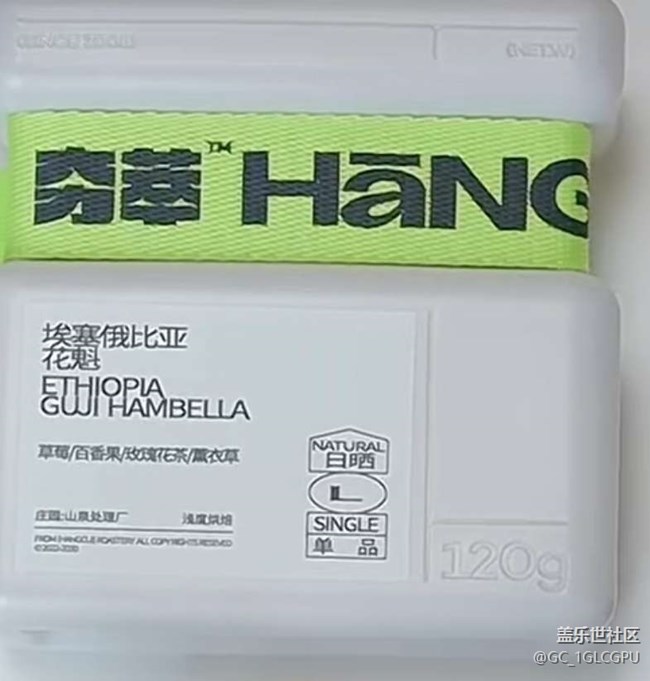 夯萃™ HāNG
埃塞俄比亚
花魁
ETHIOPIA
GUJI HAMBELLA
草莓/百香果/玫瑰花茶/薰衣草
NATURAL
日晒
L
SINGLE
单 品
庄园:山泉处理厂 浅度烘焙
120g
盖乐世社区
@GC_1GLCGPU